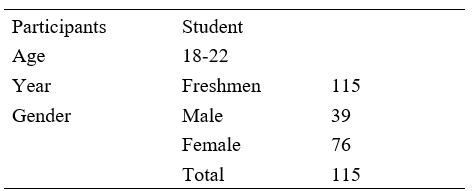 Participants Student
Age 18-22
Year Freshmen 115
Gender Male 39
Female 76
Total 115